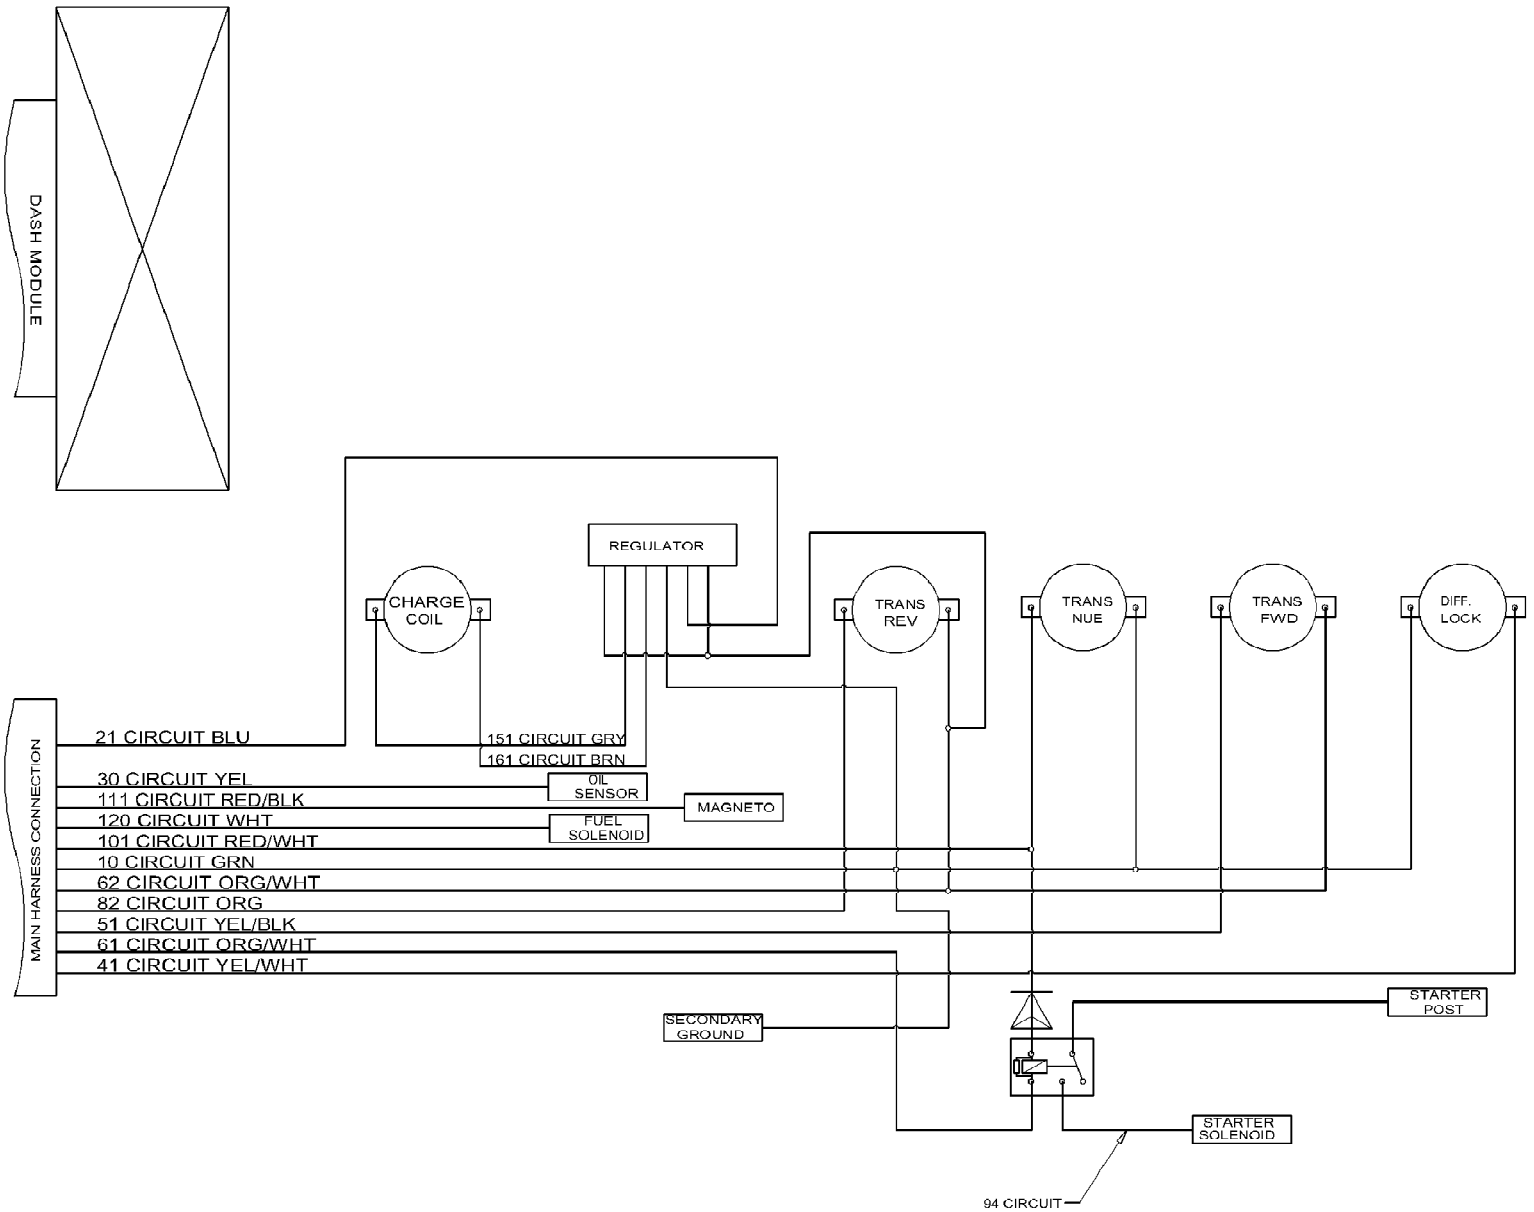 DASH MODULE
REGULATOR
CHARGE
COIL
TRANS
REV
TRANS
NUE
TRANS
FWD
DIFF.
LOCK
MAIN HARNESS CONNECTION
21 CIRCUIT BLU
151 CIRCUIT GRY
161 CIRCUIT BRN
30 CIRCUIT YEL
OIL
SENSOR
111 CIRCUIT RED/BLK
MAGNETO
120 CIRCUIT WHT
FUEL
SOLENOID
101 CIRCUIT RED/WHT
10 CIRCUIT GRN
62 CIRCUIT ORG/WHT
82 CIRCUIT ORG
51 CIRCUIT YEL/BLK
61 CIRCUIT ORG/WHT
41 CIRCUIT YEL/WHT
SECONDARY
GROUND
STARTER
POST
STARTER
SOLENOID
94 CIRCUIT